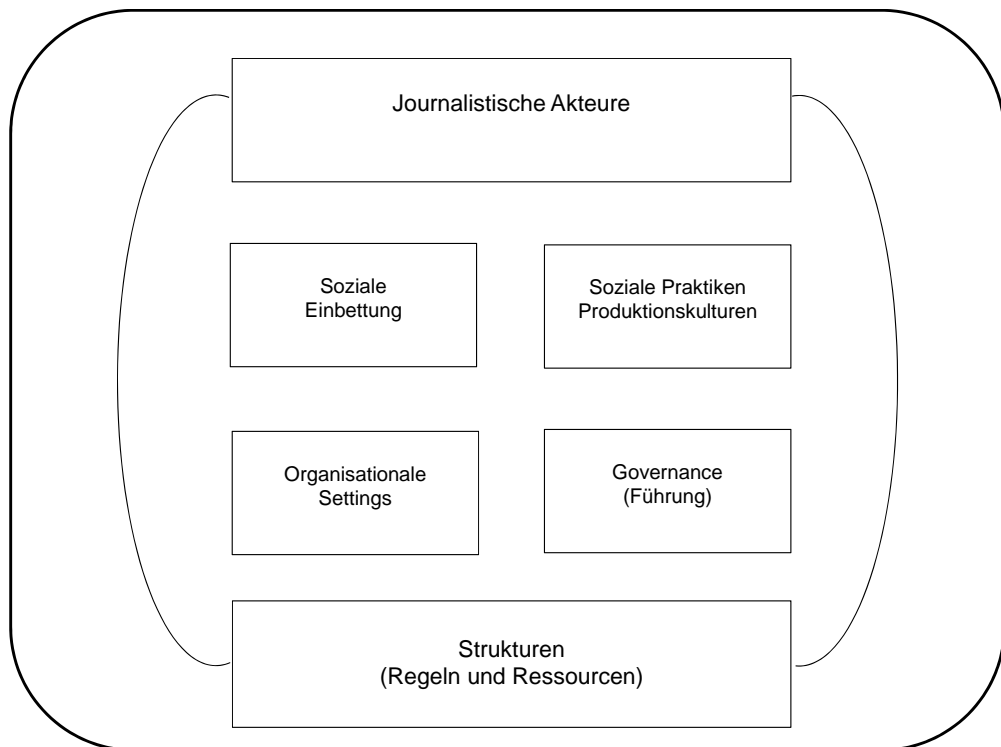 Journalistische Akteure
Soziale
Einbettung
Soziale Praktiken
Produktionskulturen
Organisationale
Settings
Governance
(Führung)
Strukturen
(Regeln und Ressourcen)